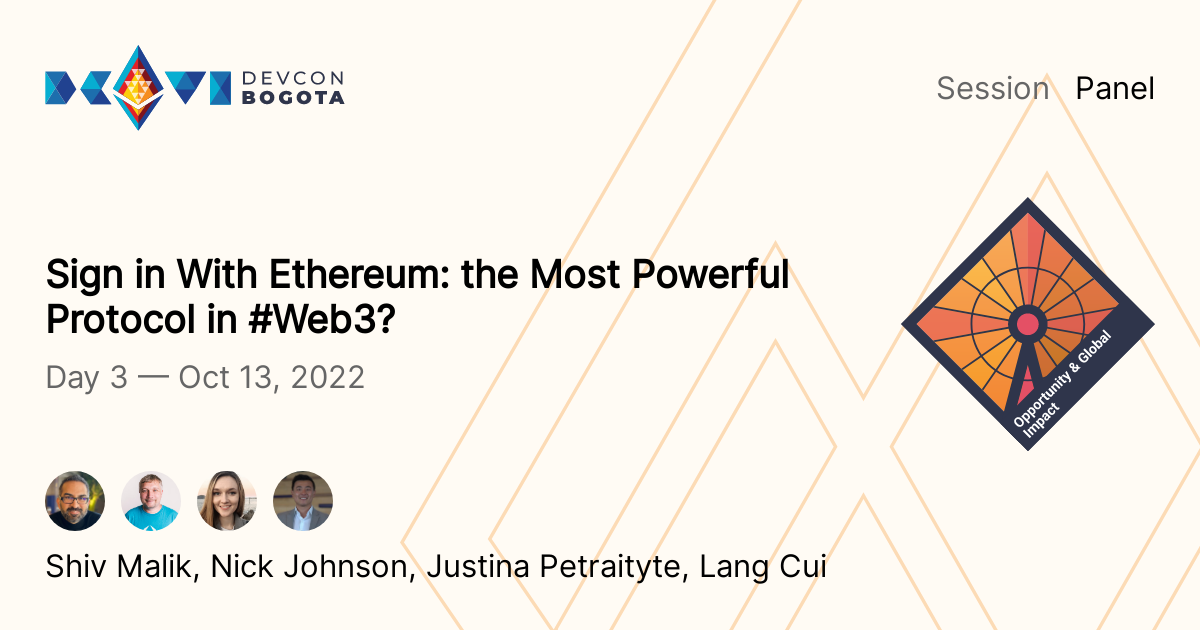 DEVCON
BOGOTA
Session Panel
Sign in With Ethereum: the Most Powerful
Protocol in #Web3?
Day 3 — Oct 13, 2022
Opportunity & Global
Impact
Shiv Malik, Nick Johnson, Justina Petraityte, Lang Cui